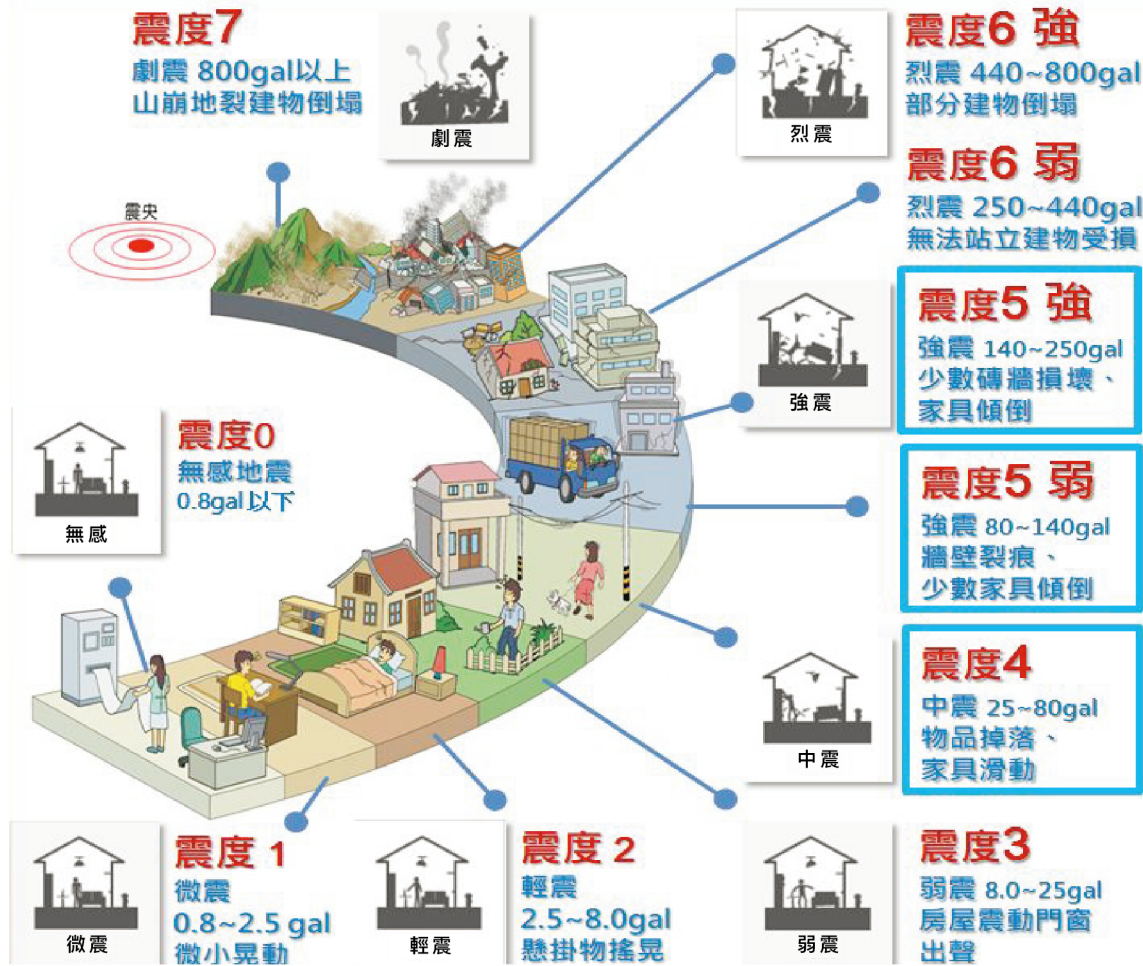 震度7
劇震 800gal以上
山崩地裂建物倒塌
劇震
震度6 強
烈震 440~800gal
部分建物倒塌
烈震
震度6 弱
烈震 250~440gal
無法站立建物受損
震央
震度5 強
強震 140~250gal
少數磚牆損壞、
家具傾倒
強震
震度0
無感地震
0.8gal以下
無感
震度5 弱
強震 80~140gal
牆壁裂痕、
少數家具傾倒
震度4
中震 25~80gal
物品掉落、
家具滑動
中震
震度 1
微震
0.8~2.5 gal
微小晃動
微震
震度 2
輕震
2.5~8.0gal
懸掛物搖晃
輕震
震度3
弱震 8.0~25gal
房屋震動門窗
出聲
弱震